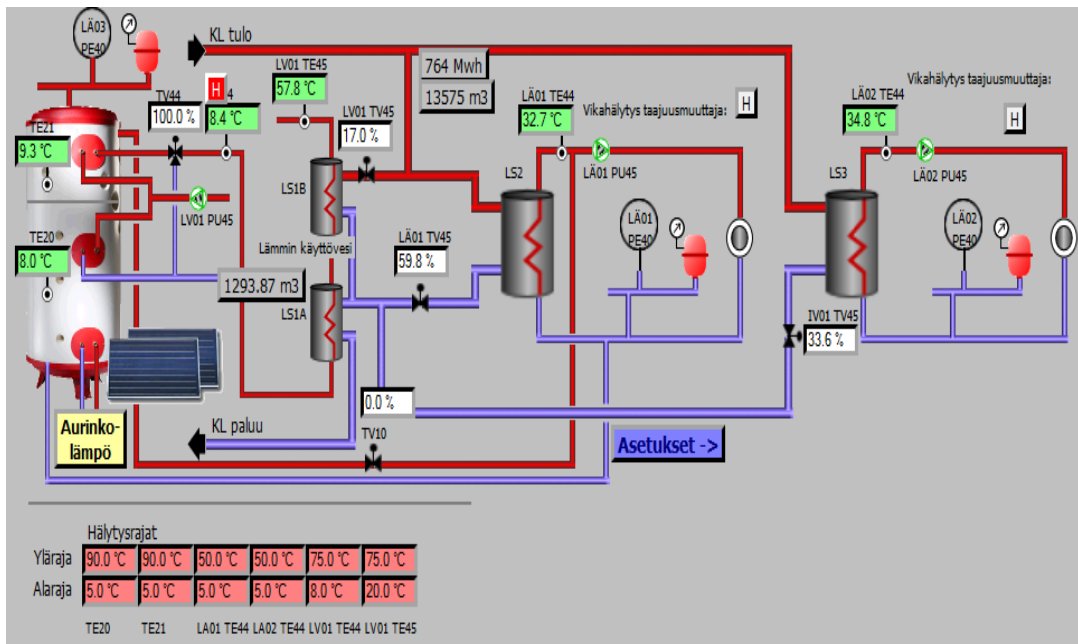 LÄ03
PE40
KL tulo
764 Mwh
13575 m3
TV44
100.0 %
H
4
8.4 °C
LV01 TE45
57.8 °C
LV01 TV45
17.0 %
LÄ01 TE44
32.7 °C
Vikahälytys taajuusmuuttaja:
H
LÄ02 TE44
34.8 °C
Vikahälytys taajuusmuuttaja:
H
TE21
9.3 °C
LV01 PU45
LS1B
LS2
LÄ01 PU45
LS3
LÄ02 PU45
TE20
8.0 °C
Lämmin käyttövesi
1293.87 m3
LS1A
LÄ01 TV45
59.8 %
LÄ01
PE40
LÄ02
PE40
IV01 TV45
33.6 %
0.0 %
TV10
KL paluu
Aurinko-
lämpö
Asetukset ->
Hälytysrajat
Yläraja 90.0 °C 90.0 °C 50.0 °C 50.0 °C 75.0 °C 75.0 °C
Alaraja 5.0 °C 5.0 °C 5.0 °C 5.0 °C 8.0 °C 20.0 °C
TE20 TE21 LA01 TE44 LA02 TE44 LV01 TE44 LV01 TE45